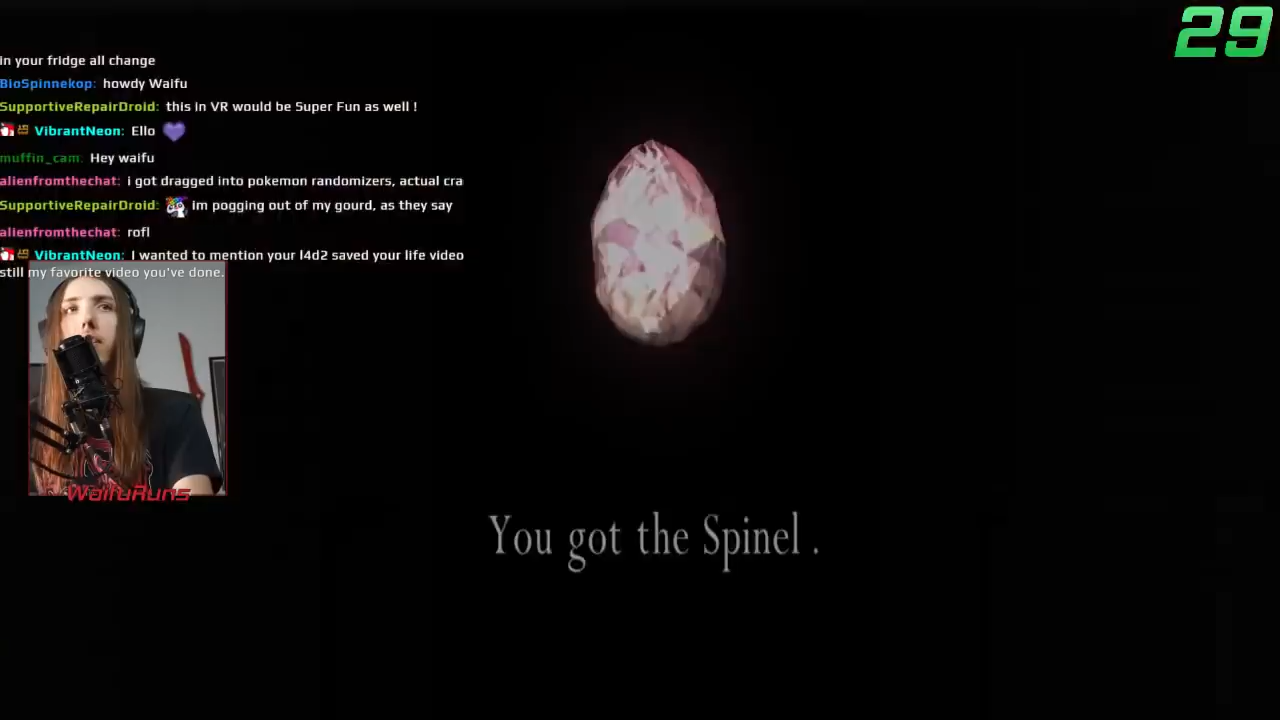 29
in your fridge all change
BioSpinnekop: howdy Waifu
SupportiveRepairDroid: this in VR would be Super Fun as well !
VibrantNeon: Ello
muffin_cam: Hey waifu
alienfromthechat: i got dragged into pokemon randomizers, actual cra
SupportiveRepairDroid: im pogging out of my gourd, as they say
alienfromthechat: rofl
VibrantNeon: I wanted to mention your l4d2 saved your life video
still my favorite video you've done.
WaifuRuns
You got the Spinel .